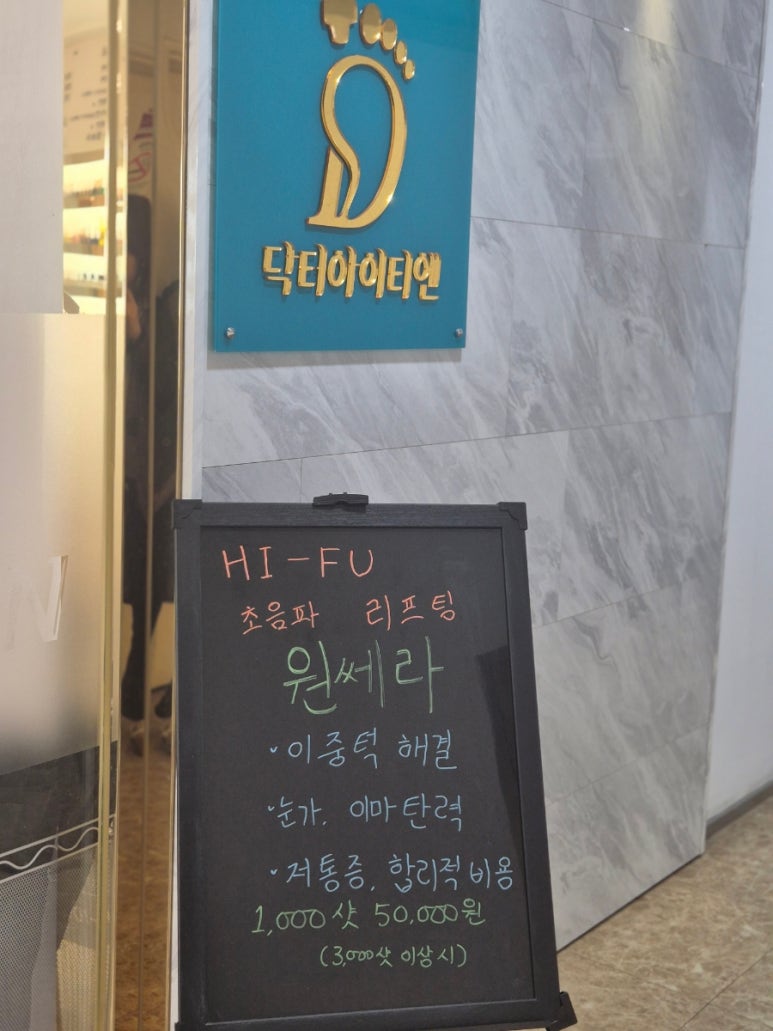 닥터아이티엔
HI-FU
초음파 리프팅
원쎄라
·이중턱 해결
·눈가, 이마탄력
·저통증, 합리적 비용
1,000샷 50,000원
(3,000샷 이상시)
N